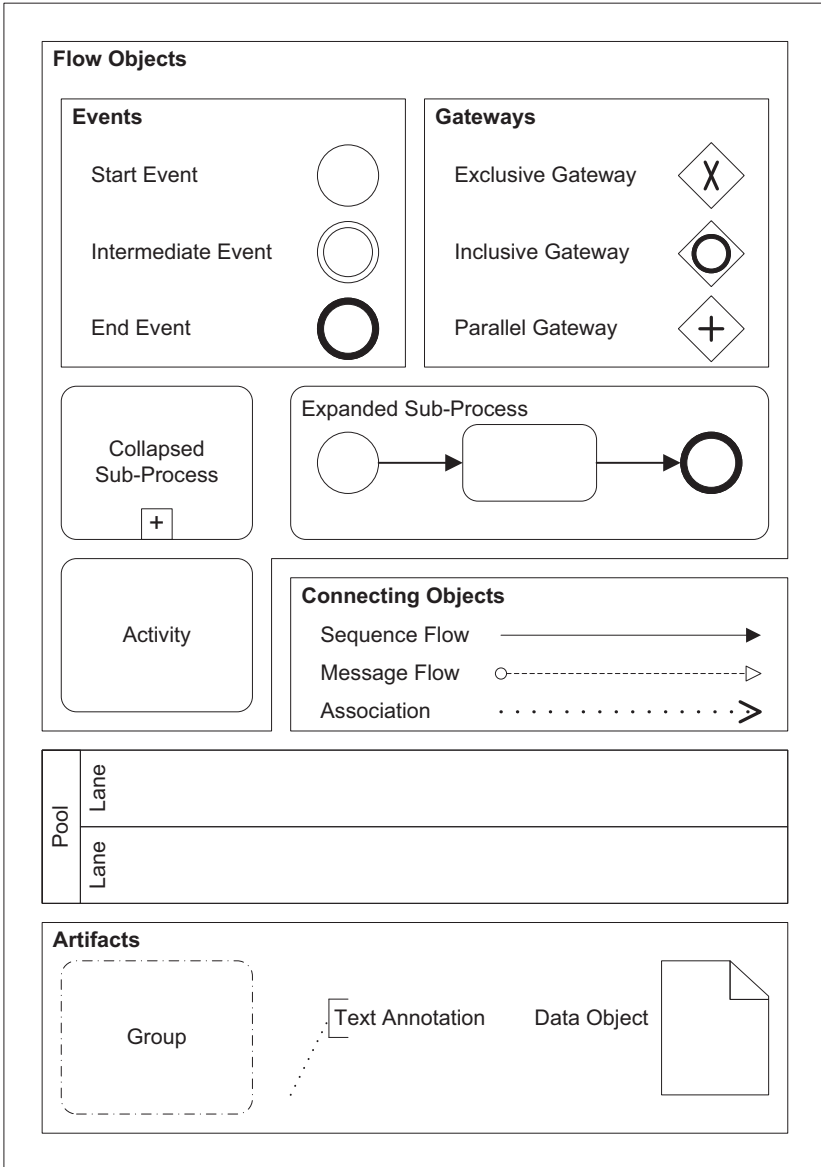 Flow Objects
Events
Start Event
Intermediate Event
End Event
Gateways
Exclusive Gateway
X
Inclusive Gateway
Parallel Gateway
+
Collapsed
Sub-Process
+
Expanded Sub-Process
Activity
Connecting Objects
Sequence Flow
Message Flow
Association
Pool
Lane
Lane
Artifacts
Group
Text Annotation
Data Object